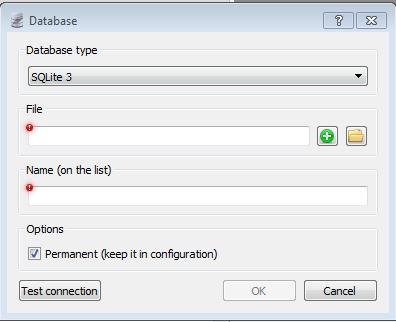 Database
Database type
SQLite 3
File
Name (on the list)
Options
Permanent (keep it in configuration)
Test connection
OK
Cancel